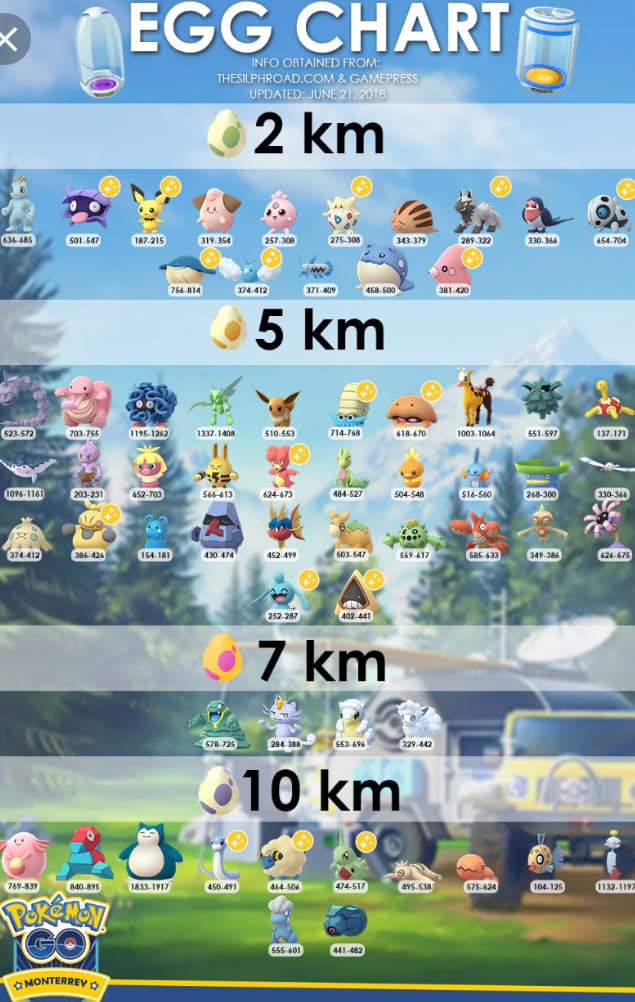 EGG CHART
INFO OBTAINED FROM:
THESILPHROAD.COM & GAMEPRESS
UPDATED: JUNE 21, 2018
2 km
636-685 501-547 187-215 319-354 257-308 275-308 343-379 289-322 330-366 654-704
756-814 374-412 371-409 458-500 381-420
5 km
523-572 703-755 1195-1262 1337-1408 510-553 714-768 618-670 1003-1064 551-597 137-171
1096-1161 203-231 652-703 566-613 624-673 484-527 504-548 516-560 268-300 330-366
374-412 386-426 154-181 430-474 452-499 503-547 569-617 585-633 349-386 626-675
252-287 402-441
7 km
578-725 284-388 553-696 329-442
10 km
769-839 840-895 1833-1917 450-491 464-506 474-517 495-538 575-624 104-125 1132-1197
555-601 441-482
POKéMON
GO
MONTERREY